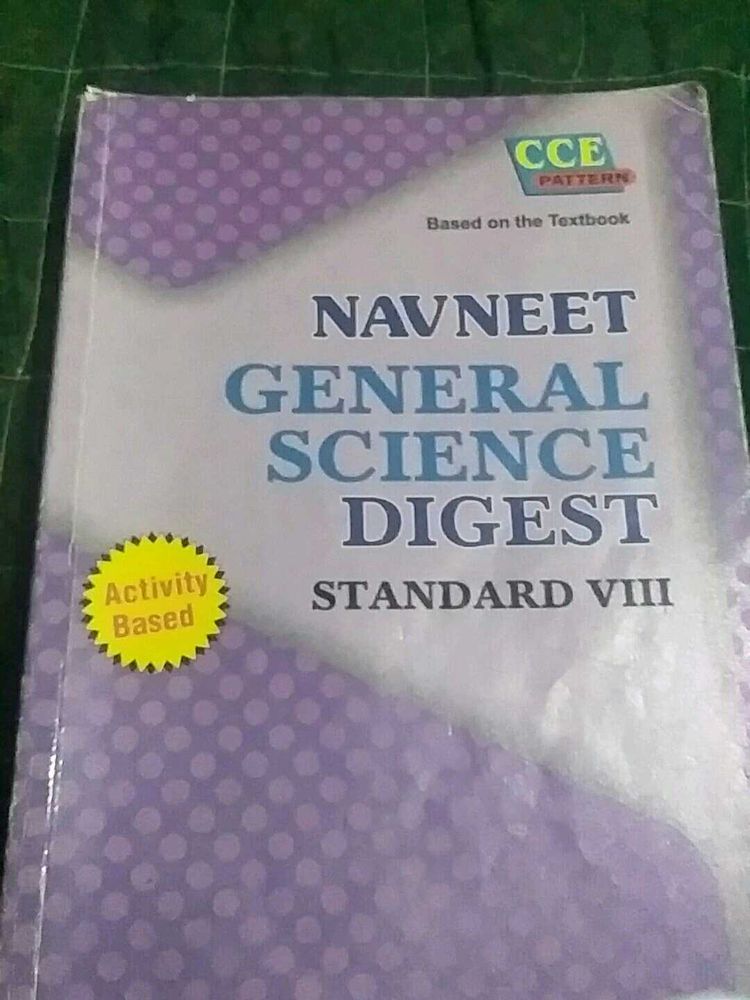 CCE
PATTERN
Based on the Textbook
NAVNEET
GENERAL
SCIENCE
DIGEST
STANDARD VIII
Activity
Based